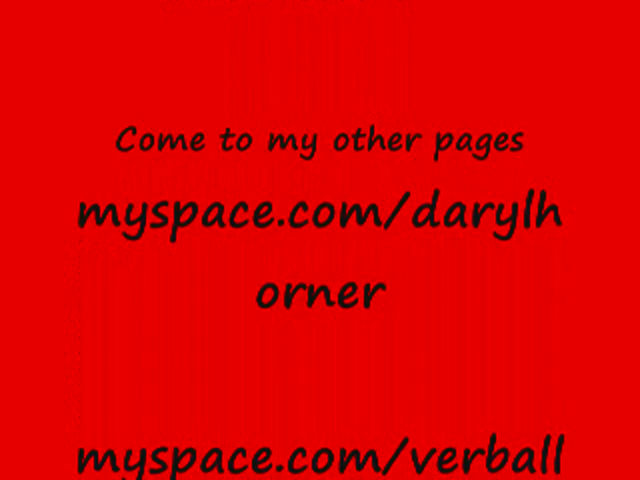 Come to my other pages
myspace.com/darylh
orner
myspace.com/verball